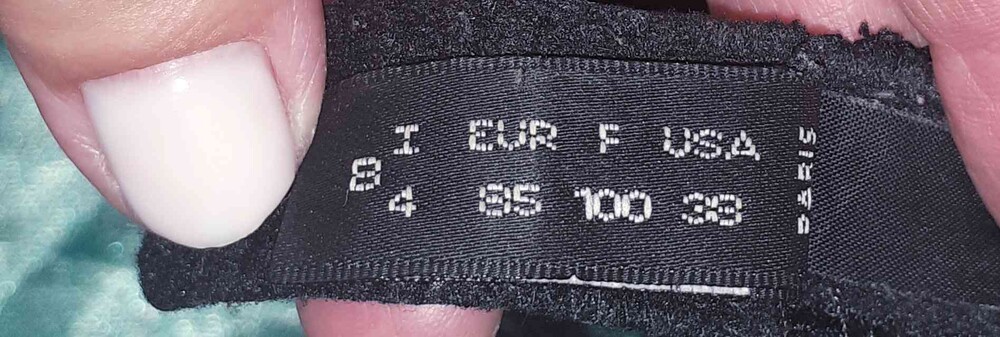 I EUR F USA
8
4 85 100 38
PARIS